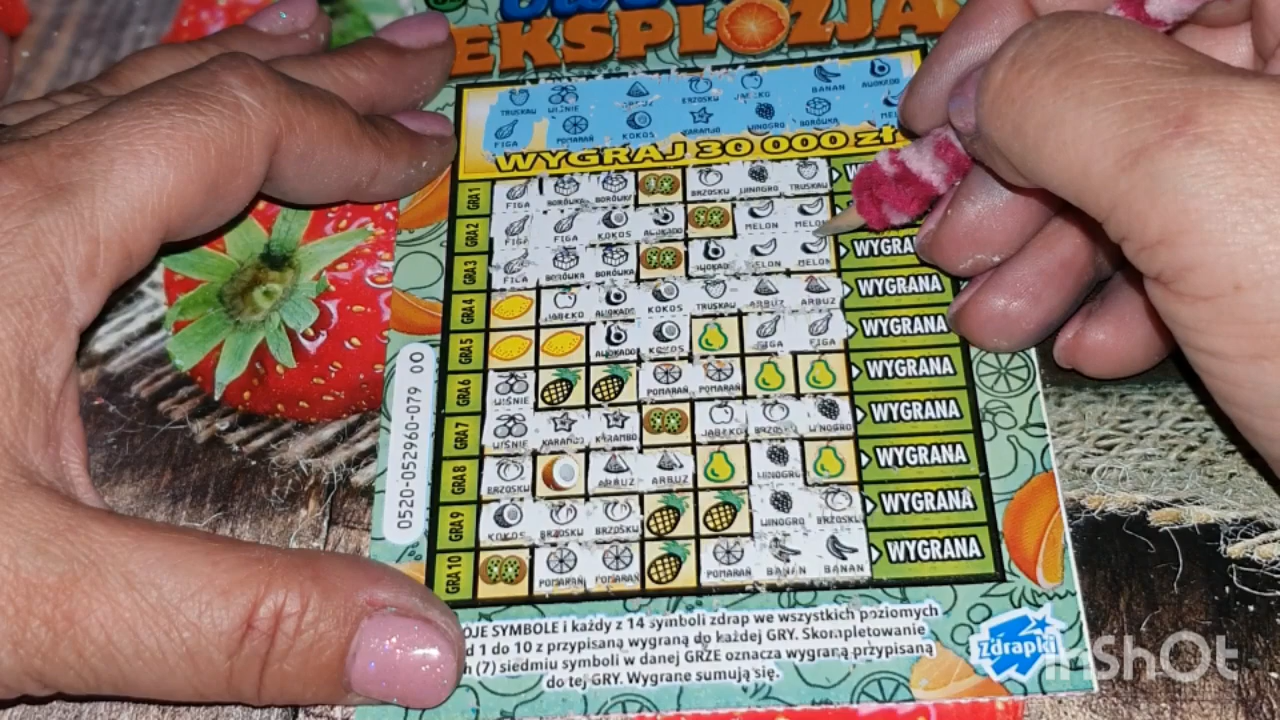 EKSPLOZJA
TRUSKAW WIŚNIE ARBUZ BRZOSKW JABŁKO BANAN AWOKADO
FIGA POMARAŃ KOKOS KARAMBO WINOGRO BORÓWKA MEL
WYGRAJ 30 000 zł
GRA 1 FIGA BORÓWKA BORÓWK BRZOSKW WINOGRO TRUSKAW W
GRA 2 FIGA FIGA KOKOS AWOKADO MELON MELON
GRA 3 FIGA BORÓWK BORÓWKA AWOKAD MELON MELON WYGRA
GRA 4 JABŁKO AWOKADO KOKOS TRUSKAW ARBUZ ARBUZ WYGRANA
GRA 5 AWOKADO KOKOS FIGA FIGA WYGRANA
GRA 6 WIŚNIE POMARAŃ POMARAŃ WYGRANA
GRA 7 WIŚNIE KARAMBO KARAMBO JABŁKO BRZOSKW WINOGRO WYGRANA
GRA 8 BRZOSKW ARBUZ ARBUZ WINOGRO WYGRANA
GRA 9 KOKOS BRZOSKW BRZOSKW WINOGRO BRZOSKW WYGRANA
GRA 10 POMARAŃ POMARAŃ POMARAŃ BANAN BANAN WYGRANA
0520-052960-079 00
OJE SYMBOLE i każdy z 14 symboli zdrap we wszystkich poziomych
d 1 do 10 z przypisaną wygraną do każdej GRY. Skompletowanie
h (7) siedmiu symboli w danej GRZE oznacza wygraną przypisaną
do tej GRY. Wygrane sumują się.
Zdrapki
InShOt